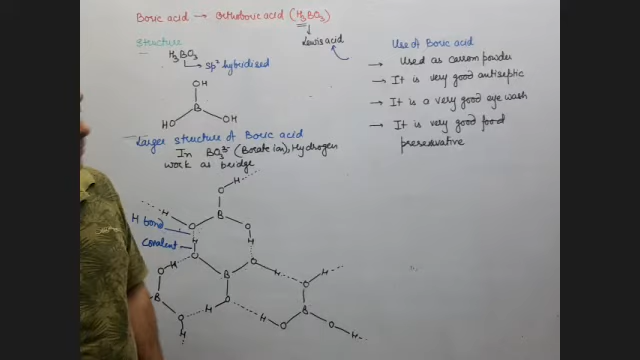 Boric acid → Orthoboric acid (H₃BO₃)
Lewis acid
Structure
H₃BO₃
sp² hybridised
OH
B
HO
OH
Larger structure of Boric acid
In BO₃³⁻ (Borate ion), Hydrogen
work as bridge
H
O
H
B
H bond
O
O
H
H
covalent
O
O
O
H
B
H
O
H
B
O
H
B
O
H
O
O
H
H
Use of Boric acid
→ Used as carrom powder
→ It is very good antiseptic
→ It is a very good eye wash
→ It is very good food
preservative